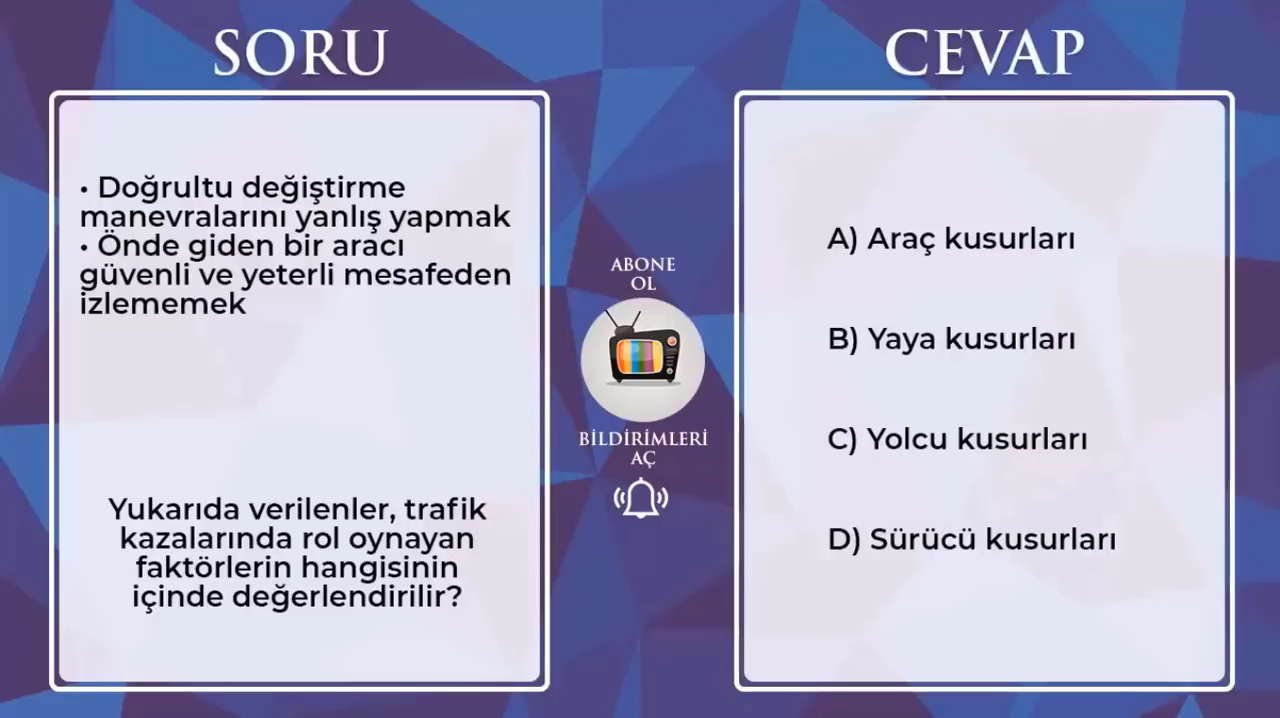 SORU
• Doğrultu değiştirme
manevralarını yanlış yapmak
• Önde giden bir aracı
güvenli ve yeterli mesafeden
izlememek
Yukarıda verilenler, trafik
kazalarında rol oynayan
faktörlerin hangisinin
içinde değerlendirilir?
ABONE
OL
BİLDİRİMLERİ
AÇ
CEVAP
A) Araç kusurları
B) Yaya kusurları
C) Yolcu kusurları
D) Sürücü kusurları